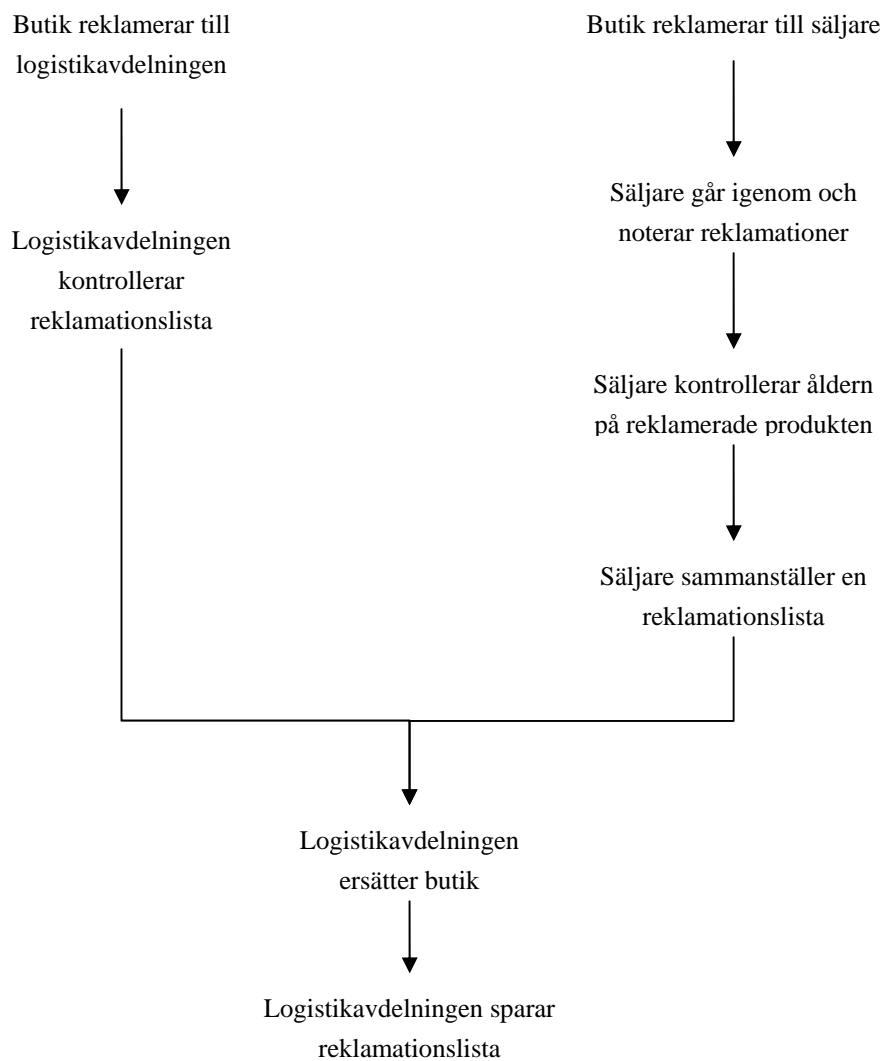 Butik reklamerar till
logistikavdelningen
Logistikavdelningen
kontrollerar
reklamationslista
Butik reklamerar till säljare
Säljare går igenom och
noterar reklamationer
Säljare kontrollerar åldern
på reklamerade produkten
Säljare sammanställer en
reklamationslista
Logistikavdelningen
ersätter butik
Logistikavdelningen sparar
reklamationslista